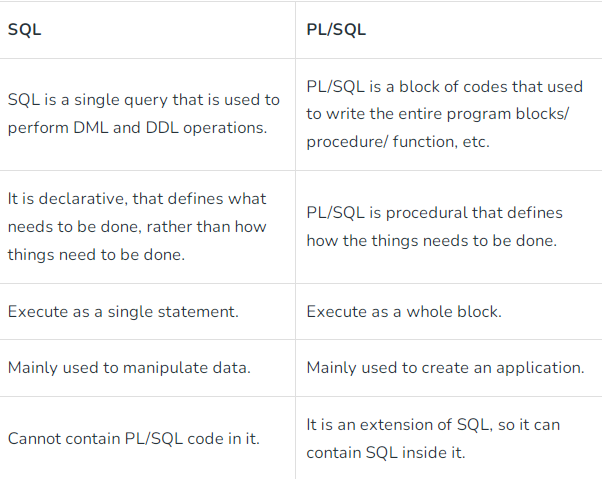 SQL
PL/SQL
SQL is a single query that is used to
perform DML and DDL operations.
PL/SQL is a block of codes that used
to write the entire program blocks/
procedure/ function, etc.
It is declarative, that defines what
needs to be done, rather than how
things need to be done.
PL/SQL is procedural that defines
how the things needs to be done.
Execute as a single statement.
Execute as a whole block.
Mainly used to manipulate data.
Mainly used to create an application.
Cannot contain PL/SQL code in it.
It is an extension of SQL, so it can
contain SQL inside it.